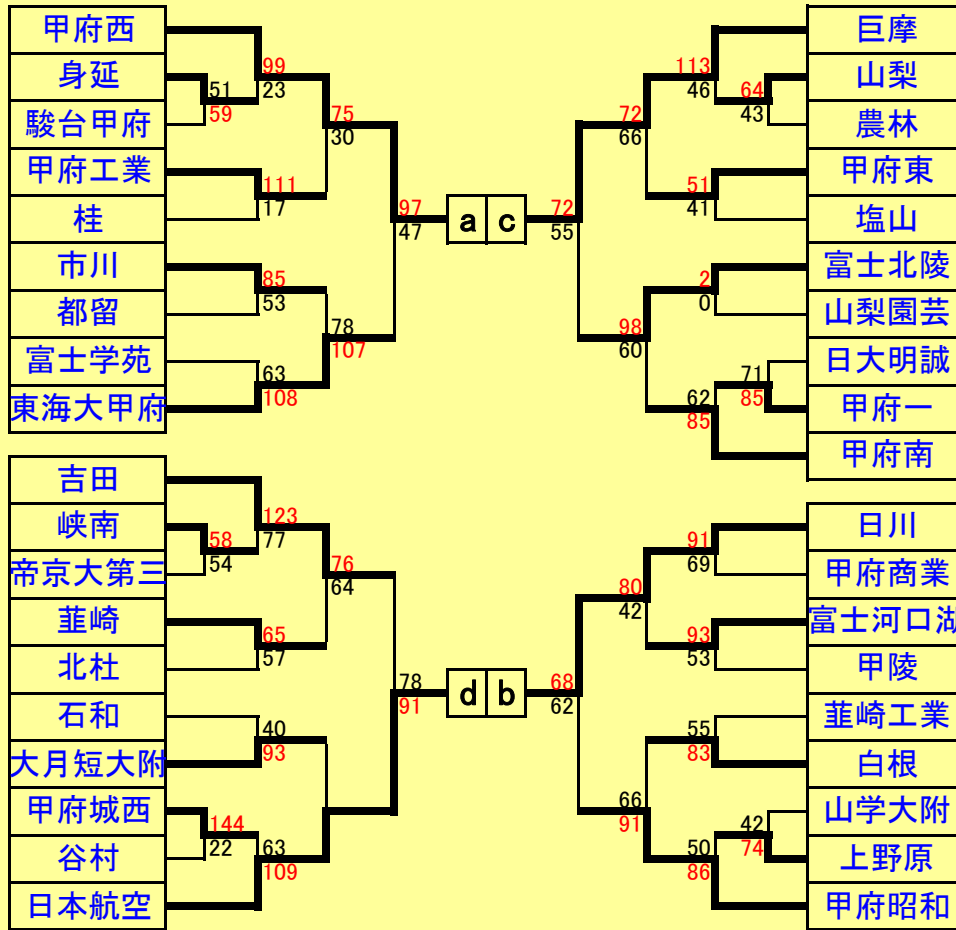 甲府西
身延
駿台甲府
甲府工業
桂
市川
都留
富士学苑
東海大甲府
99
51 23
59
75
30
111
17
97
47
85
53
78
107
63
108
a c
巨摩
山梨
農林
甲府東
塩山
富士北陵
山梨園芸
日大明誠
甲府一
甲府南
113
46 64
43
72
66
51
41
72
55
2
0
98
60
71
62 85
85
吉田
峡南
帝京大第三
韮崎
北杜
石和
大月短大附
甲府城西
谷村
日本航空
123
58 77
54
76
64
65
57
78
91
40
93
144
22 63
109
d b
日川
甲府商業
富士河口湖
甲陵
韮崎工業
白根
山学大附
上野原
甲府昭和
91
69
80
42
93
53
68
62
55
83
66
91
42
50 74
86